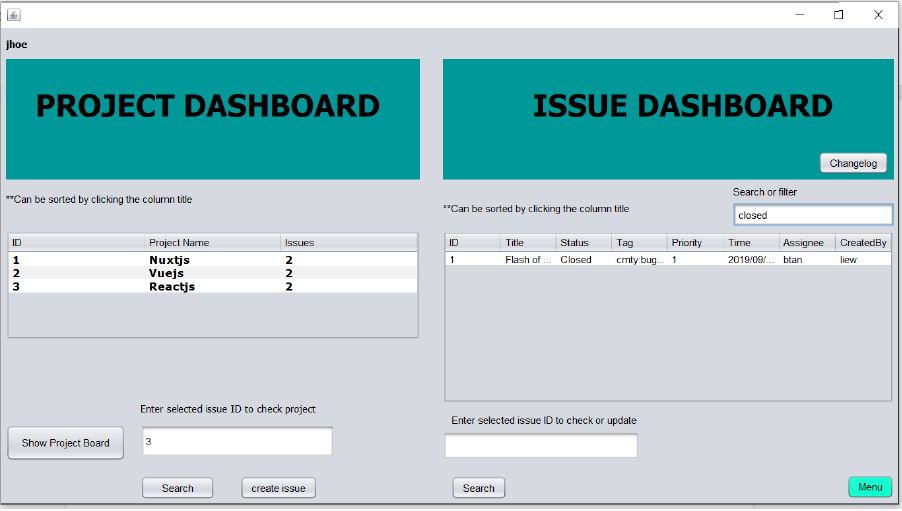 jhoe
PROJECT DASHBOARD
ISSUE DASHBOARD
Changelog
**Can be sorted by clicking the column title
Search or filter
**Can be sorted by clicking the column title
closed
ID Project Name Issues
1 Nuxtjs 2
2 Vuejs 2
3 Reactjs 2
ID Title Status Tag Priority Time Assignee CreatedBy
1 Flash of ... Closed cmty:bug... 1 2019/09/... btan liew
Enter selected issue ID to check project
Show Project Board
3
Search
create issue
Enter selected issue ID to check or update
Search
Menu